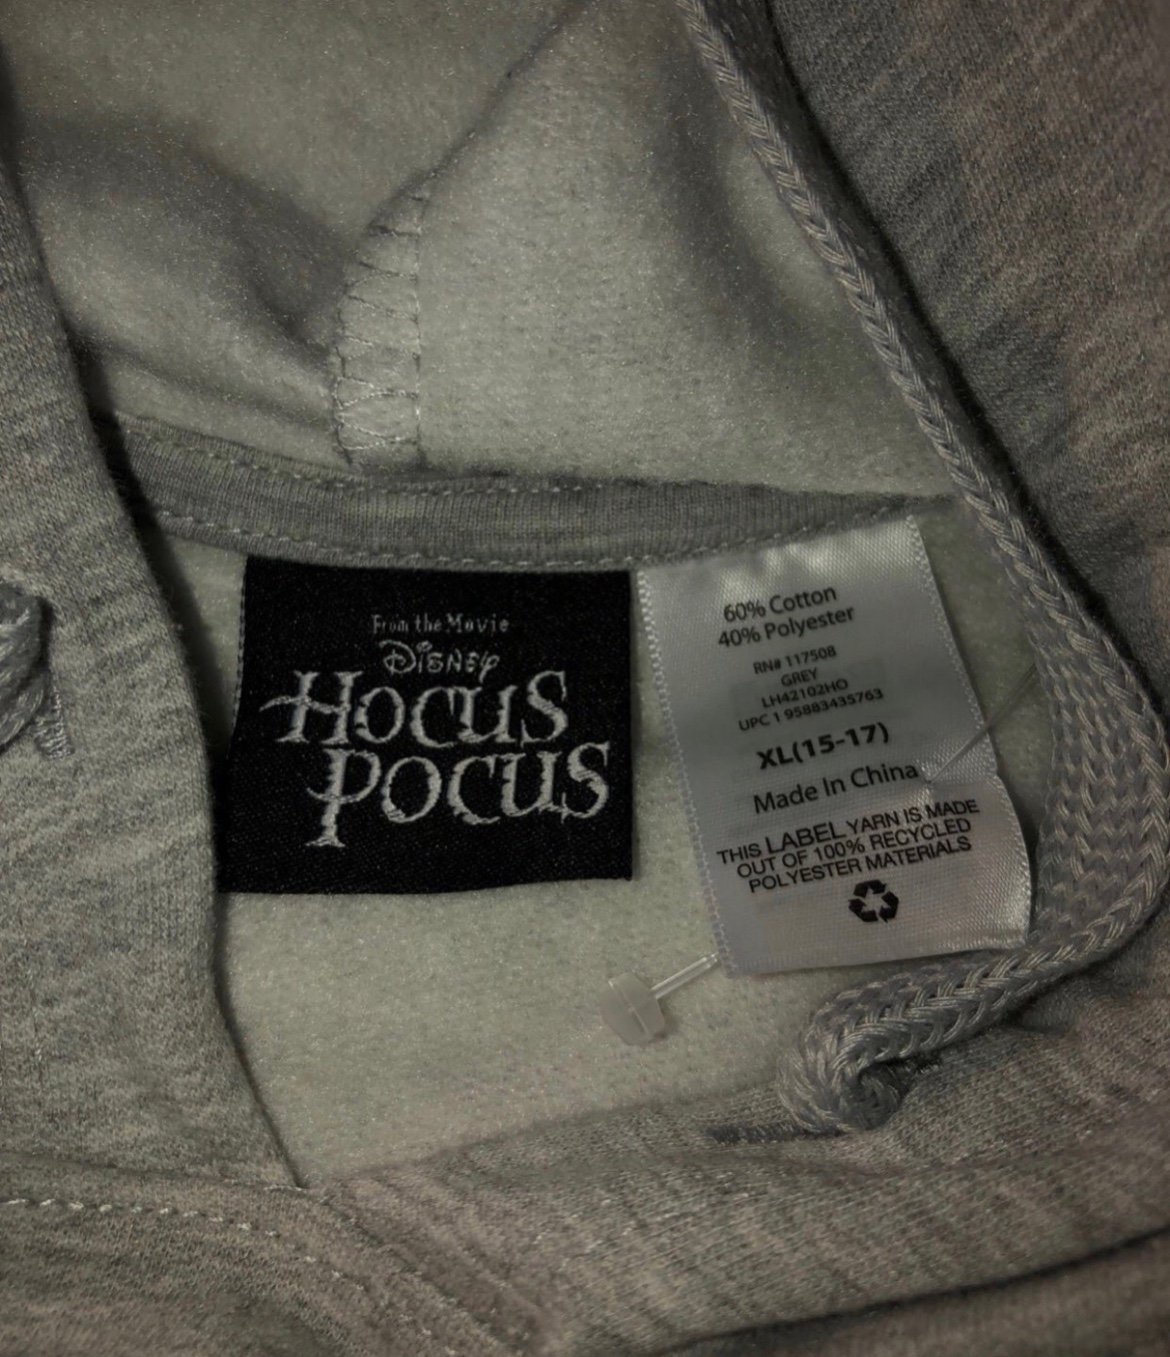 From the Movie
Disney
Hocus
Pocus
60% Cotton
40% Polyester
RN# 117508
GREY
LH42102HO
UPC 1 95883435763
XL(15-17)
Made In China
THIS LABEL YARN IS MADE
OUT OF 100% RECYCLED
POLYESTER MATERIALS